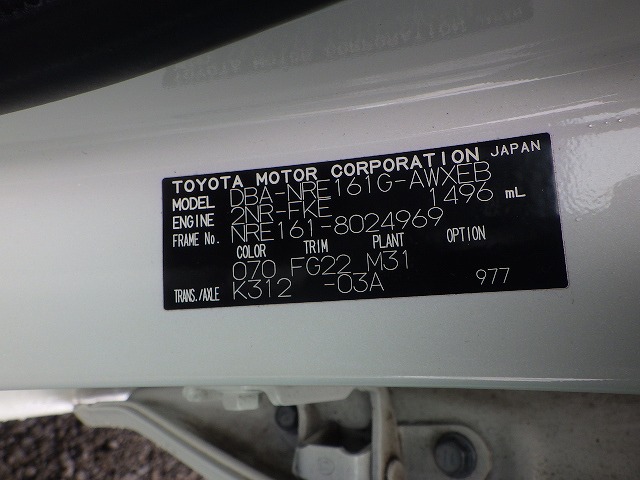 TOYOTA MOTOR CORPORATION JAPAN
MODEL DBA-NRE161G-AWXEB
ENGINE 2NR-FKE 1496 mL
FRAME No. NRE161-8024969
COLOR TRIM PLANT OPTION
070 FG22 M31
TRANS./AXLE K312 -03A 977